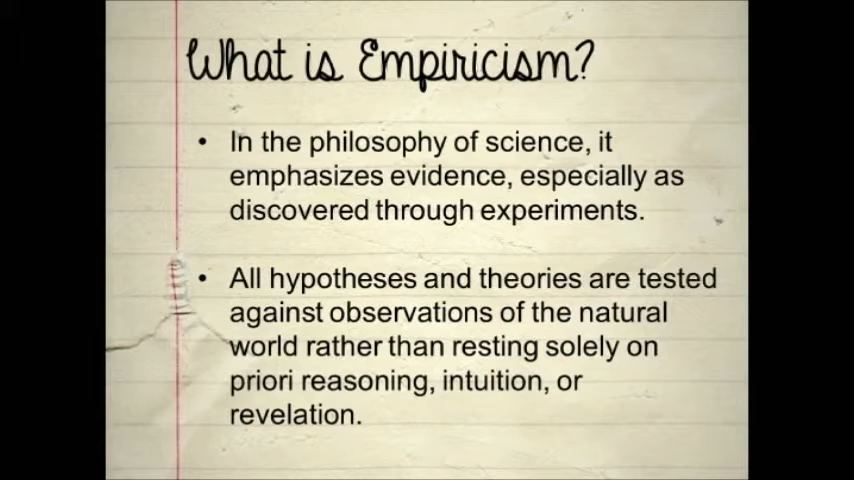 What is Empiricism?
• In the philosophy of science, it
emphasizes evidence, especially as
discovered through experiments.
• All hypotheses and theories are tested
against observations of the natural
world rather than resting solely on
priori reasoning, intuition, or
revelation.